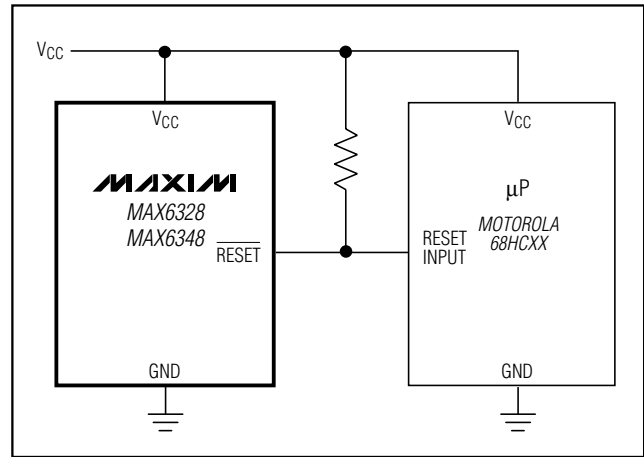 VCC
VCC
MAXIM
MAX6328
MAX6348
RESET
GND
VCC
µP
MOTOROLA
68HCXX
RESET
INPUT
GND